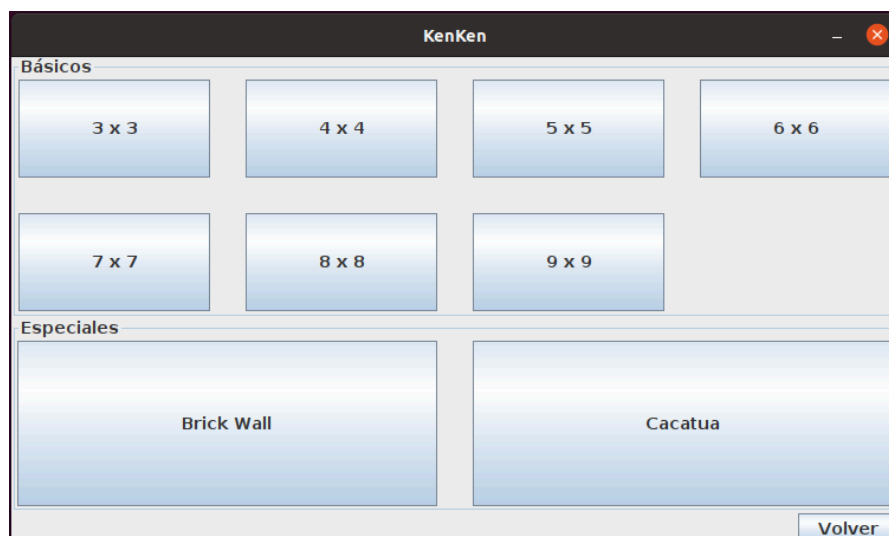 KenKen
Básicos
3 x 3
4 x 4
5 x 5
6 x 6
7 x 7
8 x 8
9 x 9
Especiales
Brick Wall
Cacatua
Volver